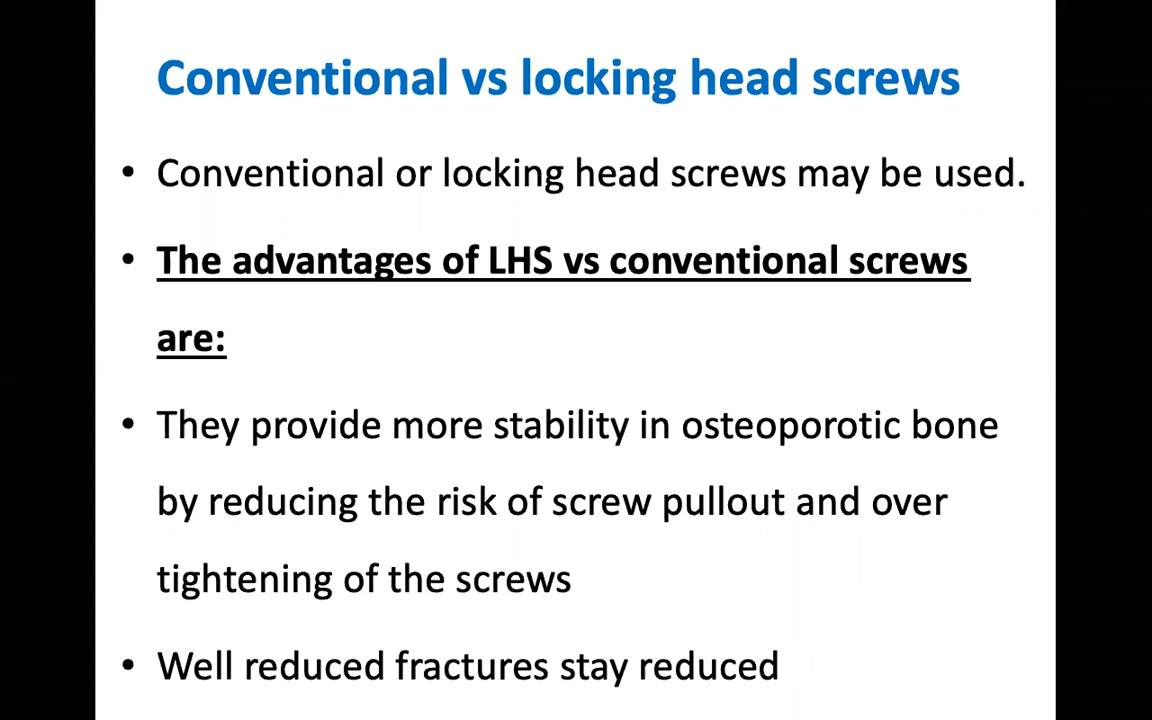 Conventional vs locking head screws
• Conventional or locking head screws may be used.
• The advantages of LHS vs conventional screws
are:
• They provide more stability in osteoporotic bone
by reducing the risk of screw pullout and over
tightening of the screws
• Well reduced fractures stay reduced